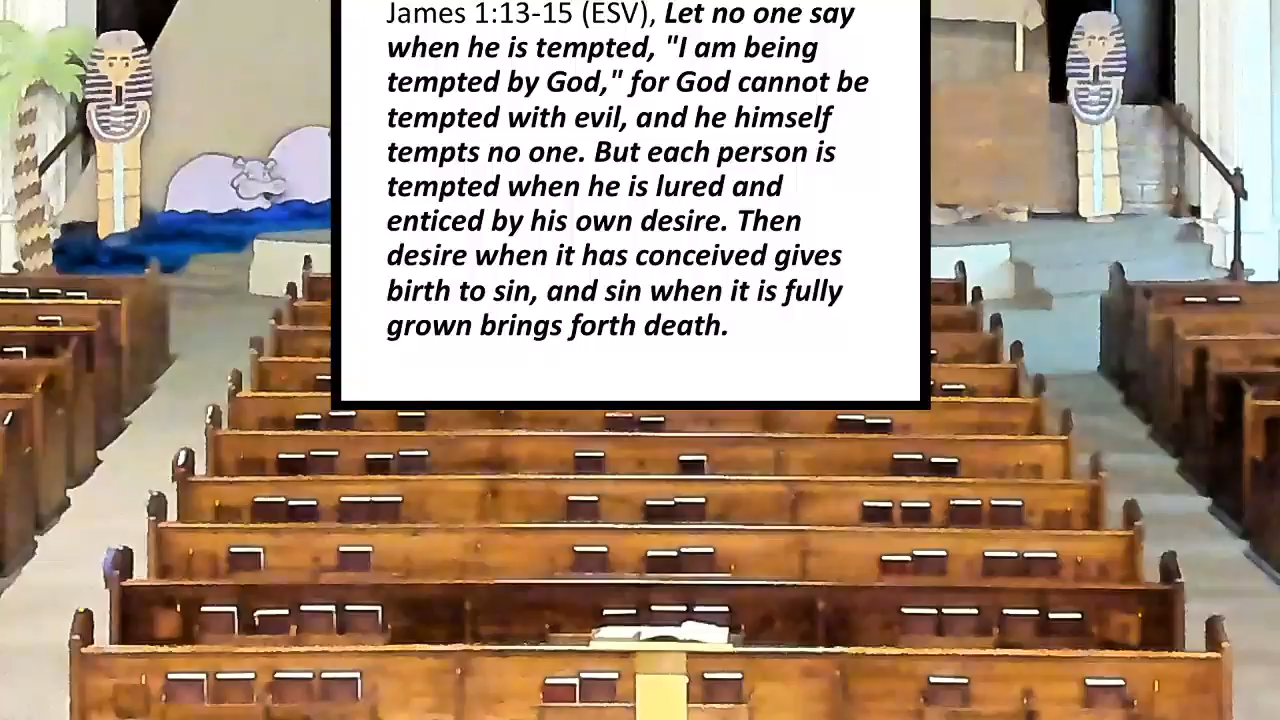 James 1:13-15 (ESV), Let no one say
when he is tempted, "I am being
tempted by God," for God cannot be
tempted with evil, and he himself
tempts no one. But each person is
tempted when he is lured and
enticed by his own desire. Then
desire when it has conceived gives
birth to sin, and sin when it is fully
grown brings forth death.